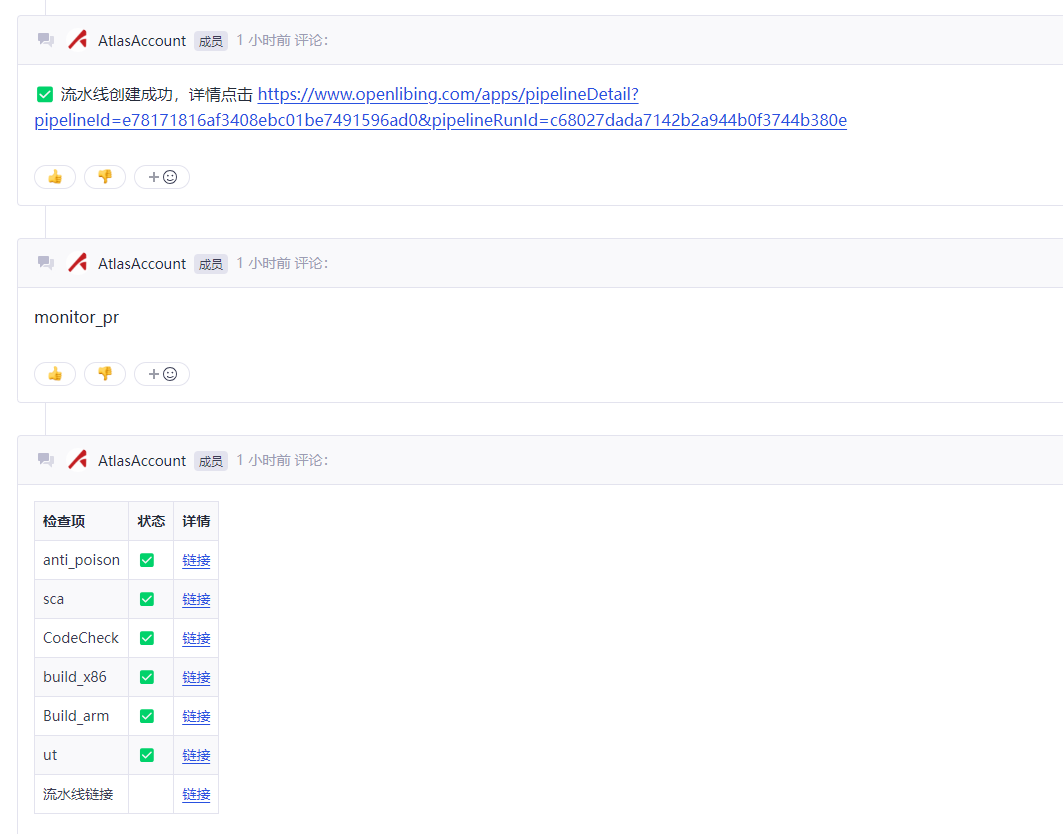 AtlasAccount 成员 1 小时前 评论：
✅ 流水线创建成功，详情点击 https://www.openlibing.com/apps/pipelineDetail?
pipelineId=e78171816af3408ebc01be7491596ad0&pipelineRunId=c68027dada7142b2a944b0f3744b380e
AtlasAccount 成员 1 小时前 评论：
monitor_pr
AtlasAccount 成员 1 小时前 评论：
检查项 状态 详情
anti_poison ✅ 链接
sca ✅ 链接
CodeCheck ✅ 链接
build_x86 ✅ 链接
Build_arm ✅ 链接
ut ✅ 链接
流水线链接 链接